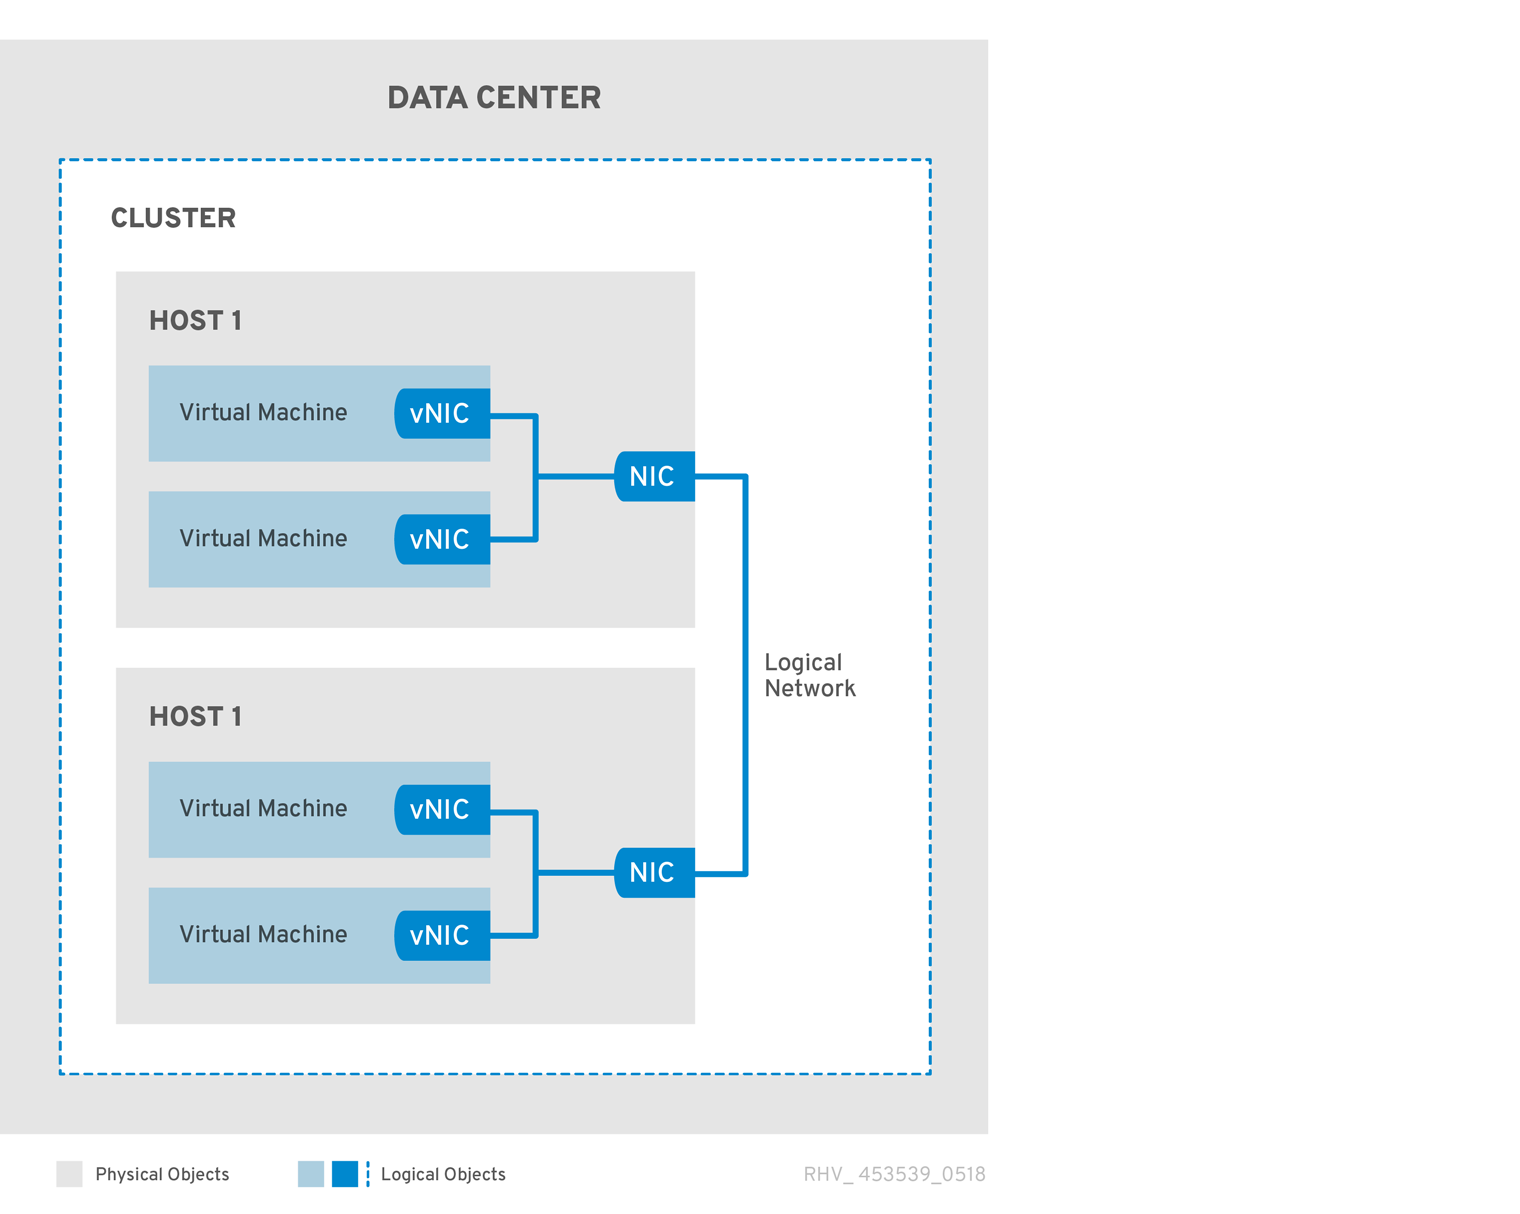 DATA CENTER
CLUSTER
HOST 1
Virtual Machine
vNIC
Virtual Machine
vNIC
NIC
Logical
Network
HOST 1
Virtual Machine
vNIC
Virtual Machine
vNIC
NIC
Physical Objects
Logical Objects
RHV_ 453539_0518